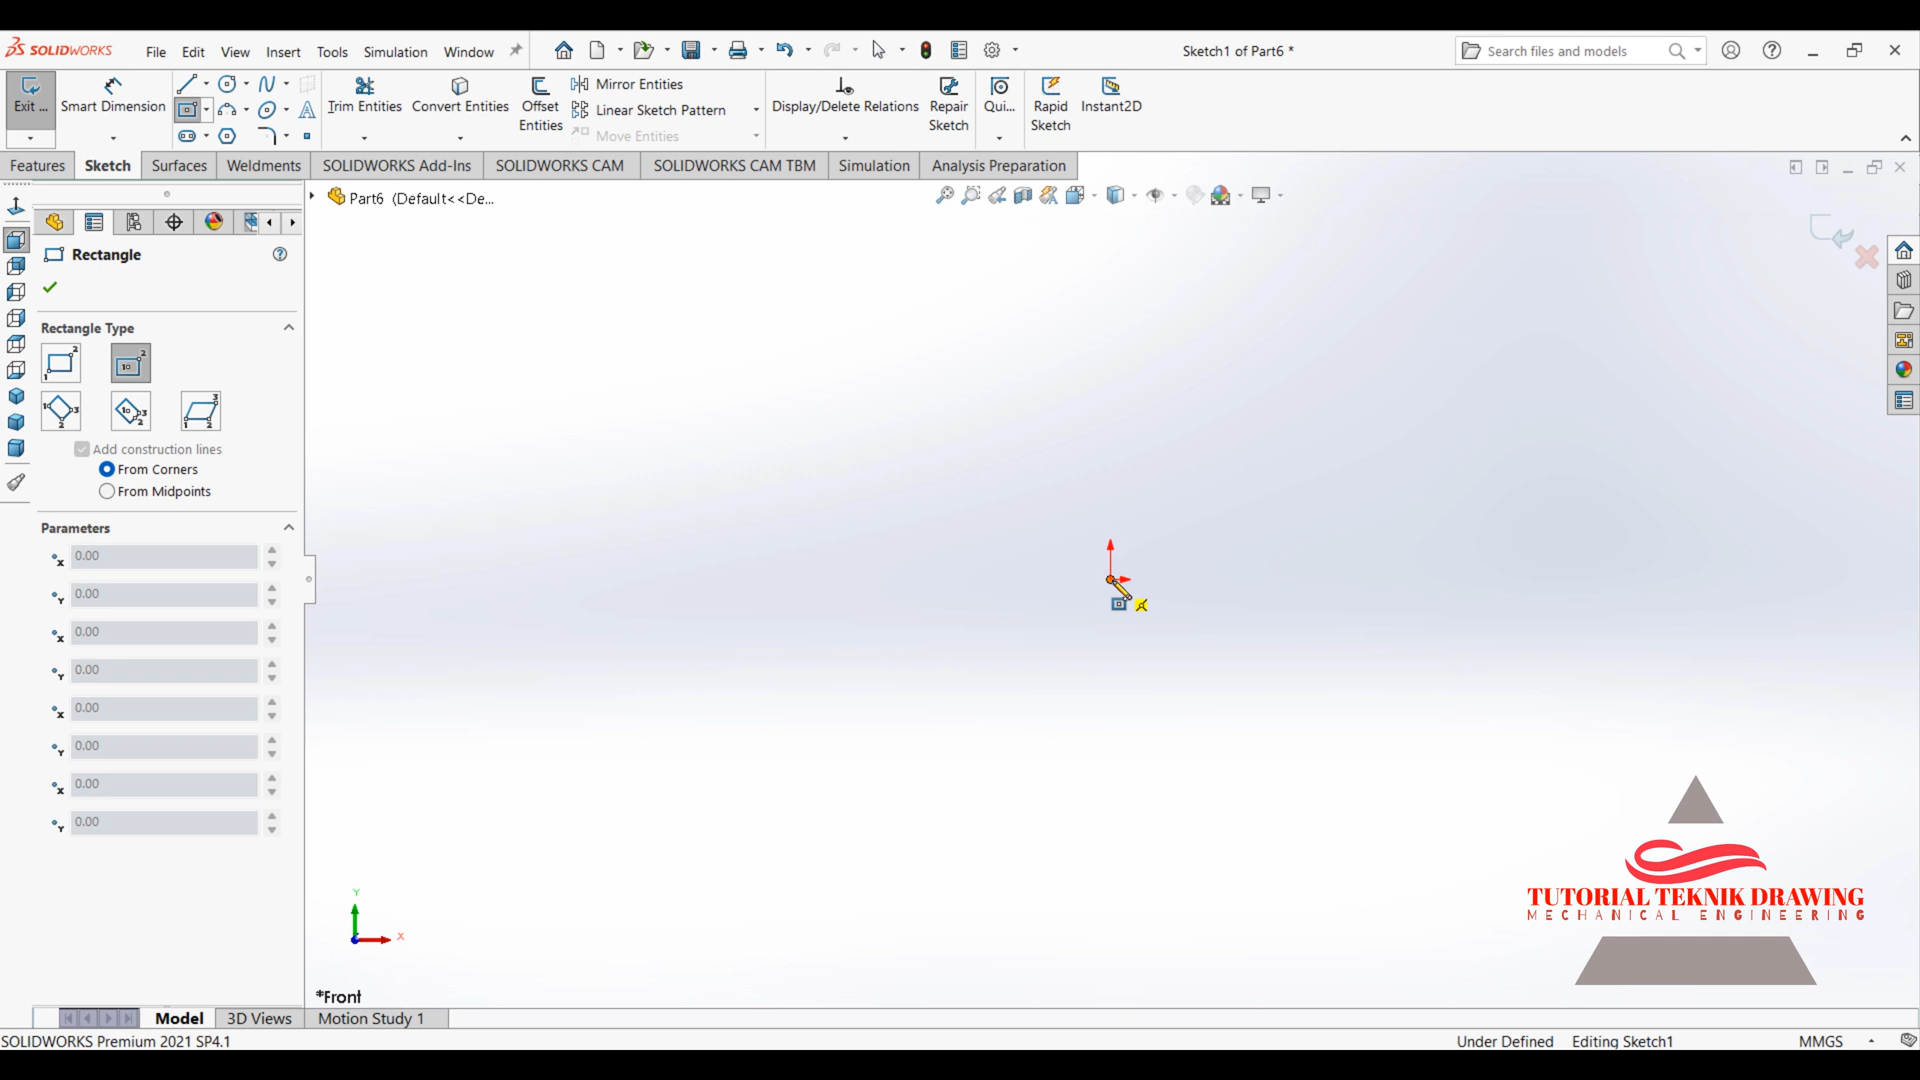 SOLIDWORKS
File Edit View Insert Tools Simulation Window
Sketch1 of Part6 *
Search files and models
Exit ...
Smart Dimension
Trim Entities
Convert Entities
Offset Entities
Mirror Entities
Linear Sketch Pattern
Move Entities
Display/Delete Relations
Repair Sketch
Qui...
Rapid Sketch
Instant2D
Features Sketch Surfaces Weldments SOLIDWORKS Add-Ins SOLIDWORKS CAM SOLIDWORKS CAM TBM Simulation Analysis Preparation
Part6 (Default<<De...
Rectangle
Rectangle Type
Add construction lines
From Corners
From Midpoints
Parameters
0.00
0.00
0.00
0.00
0.00
0.00
0.00
0.00
Y
X
*Front
TUTORIAL TEKNIK DRAWING
MECHANICAL ENGINEERING
Model 3D Views Motion Study 1
SOLIDWORKS Premium 2021 SP4.1
Under Defined Editing Sketch1 MMGS